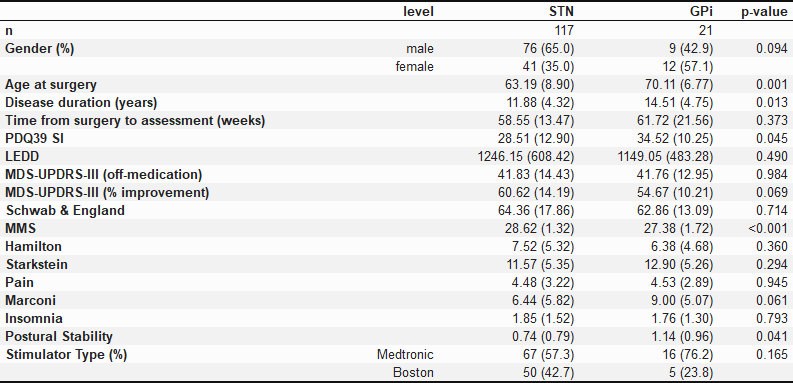 level STN GPi p-value
n 117 21
Gender (%) male 76 (65.0) 9 (42.9) 0.094
female 41 (35.0) 12 (57.1)
Age at surgery 63.19 (8.90) 70.11 (6.77) 0.001
Disease duration (years) 11.88 (4.32) 14.51 (4.75) 0.013
Time from surgery to assessment (weeks) 58.55 (13.47) 61.72 (21.56) 0.373
PDQ39 SI 28.51 (12.90) 34.52 (10.25) 0.045
LEDD 1246.15 (608.42) 1149.05 (483.28) 0.490
MDS-UPDRS-III (off-medication) 41.83 (14.43) 41.76 (12.95) 0.984
MDS-UPDRS-III (% improvement) 60.62 (14.19) 54.67 (10.21) 0.069
Schwab & England 64.36 (17.86) 62.86 (13.09) 0.714
MMS 28.62 (1.32) 27.38 (1.72) <0.001
Hamilton 7.52 (5.32) 6.38 (4.68) 0.360
Starkstein 11.57 (5.35) 12.90 (5.26) 0.294
Pain 4.48 (3.22) 4.53 (2.89) 0.945
Marconi 6.44 (5.82) 9.00 (5.07) 0.061
Insomnia 1.85 (1.52) 1.76 (1.30) 0.793
Postural Stability 0.74 (0.79) 1.14 (0.96) 0.041
Stimulator Type (%) Medtronic 67 (57.3) 16 (76.2) 0.165
Boston 50 (42.7) 5 (23.8)